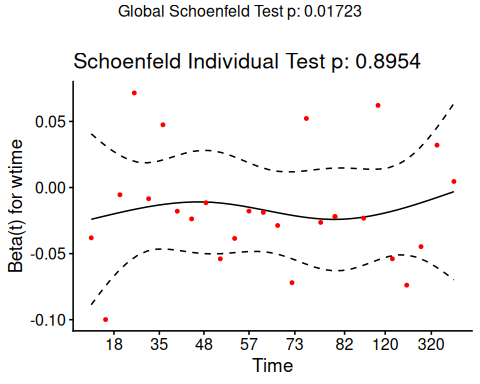 Global Schoenfeld Test p: 0.01723
Schoenfeld Individual Test p: 0.8954
Beta(t) for wtime
0.05
0.00
-0.05
-0.10
18 35 48 57 73 82 120 320
Time